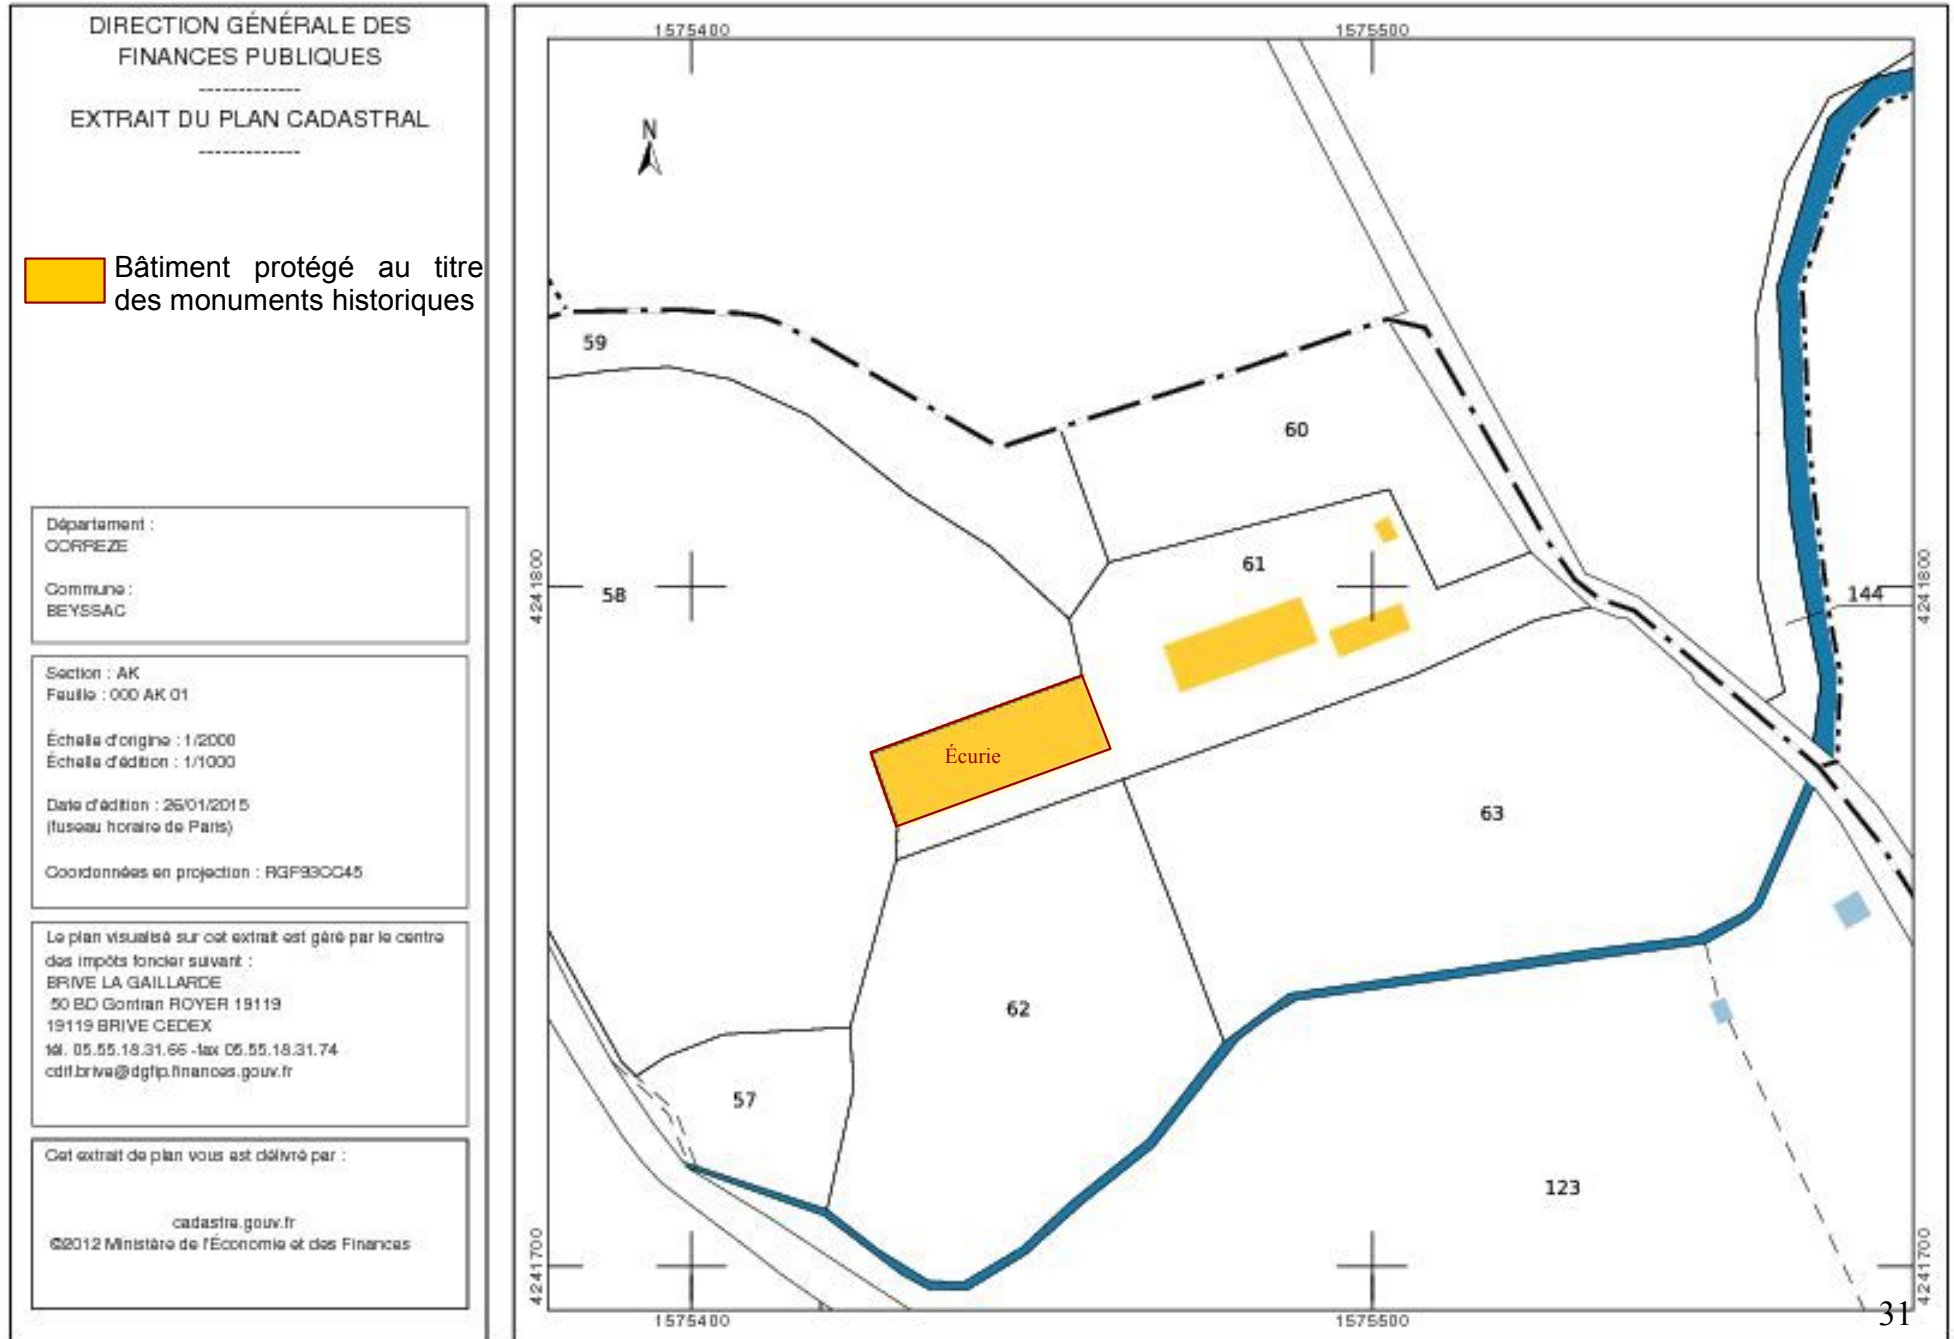 DIRECTION GÉNÉRALE DES
FINANCES PUBLIQUES
-------------
EXTRAIT DU PLAN CADASTRAL
-------------
Bâtiment protégé au titre
des monuments historiques
Département :
CORREZE
Commune :
BEYSSAC
Section : AK
Feuille : 000 AK 01
Échelle d'origine : 1/2000
Échelle d'édition : 1/1000
Date d'édition : 26/01/2015
(fuseau horaire de Paris)
Coordonnées en projection : RGF93CC45
Le plan visualisé sur cet extrait est géré par le centre
des impôts foncier suivant :
BRIVE LA GAILLARDE
50 BD Gontran ROYER 19119
19119 BRIVE CEDEX
tél. 05.55.18.31.66 -fax 05.55.18.31.74
cdif.brive@dgfip.finances.gouv.fr
Cet extrait de plan vous est délivré par :
cadastre.gouv.fr
©2012 Ministère de l'Économie et des Finances
1575400
1575500
N
59
60
61
58
4241800
4241800
144
Écurie
63
62
57
123
4241700
4241700
1575400
1575500
31